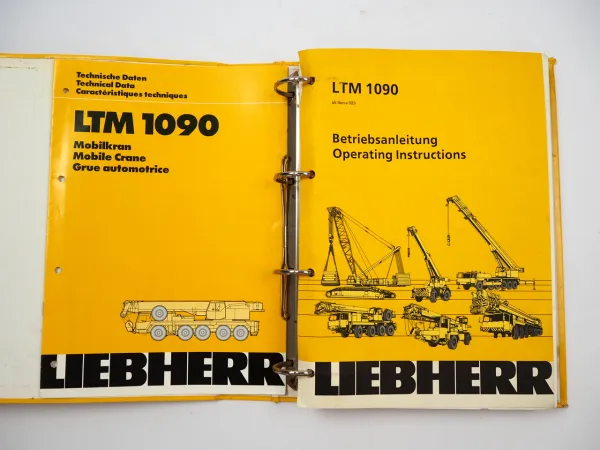 Technische Daten
Technical Data
Caractéristiques techniques
LTM 1090
Mobilkran
Mobile Crane
Grue automotrice
LIEBHERR
LTM 1090
Betriebsanleitung
Operating Instructions
LIEBHERR